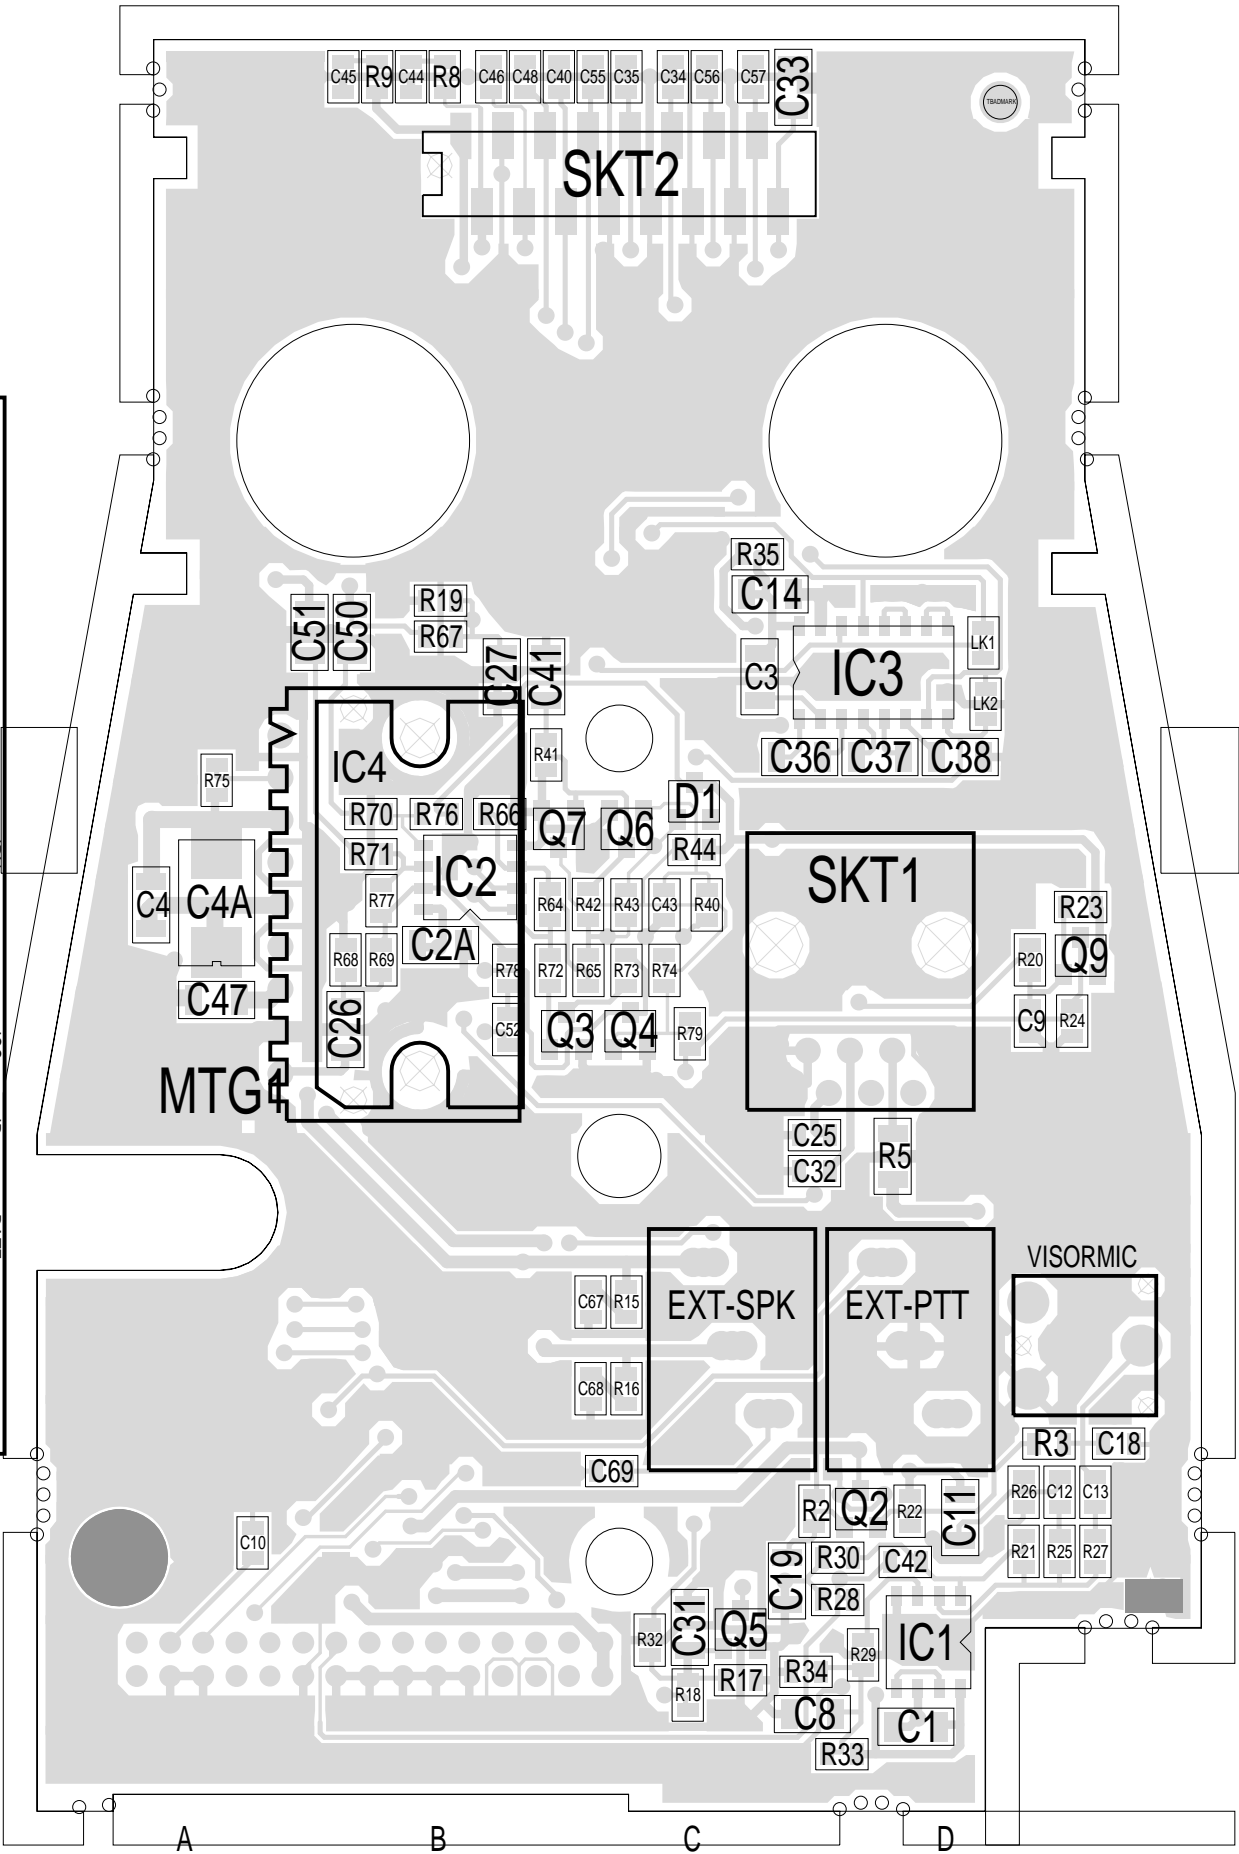 C45 R9 C44 R8 C46 C48 C40 C55 C35 C34 C56 C57 C33
TBADMARK
SKT2
R35
C14
C51 C50 R19
R67
C27 C41 C3 IC3 LK1
LK2
R41 C36 C37 C38
IC4
R75
R70 R76 R66 Q7 Q6 D1
R71 IC2 R44
SKT1
C4 C4A R77 R64 R42 R43 C43 R40 R23
C2A
R68 R69 R78 R72 R65 R73 R74 R20 Q9
C47 C26 C52 Q3 Q4 R79 C9 R24
MTG1
C25
C32 R5
VISORMIC
C67 R15 EXT-SPK EXT-PTT
C68 R16
R3 C18
C69
R2 Q2 R22 C11 R26 C12 C13
C10 C19 R30 C42 R21 R25 R27
R28
R32 C31 Q5 R29 IC1
R18 R17 R34
C8 C1
R33
A B C D